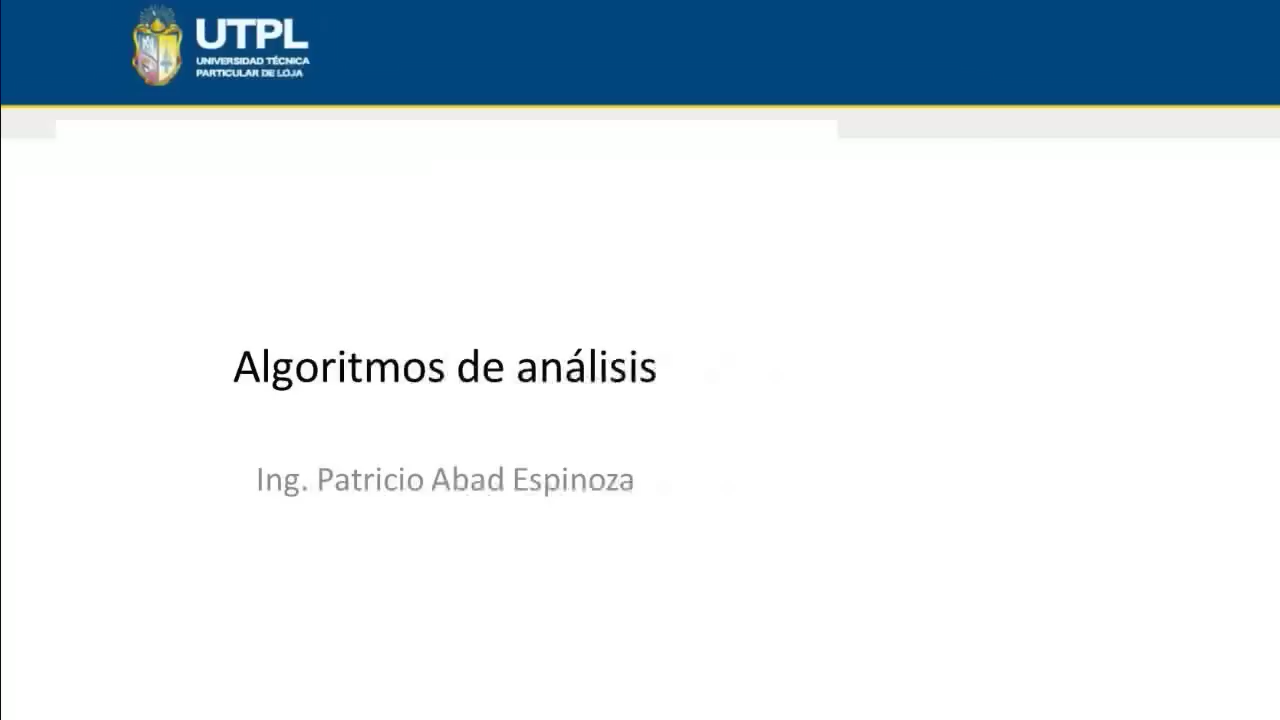 UTPL
UNIVERSIDAD TÉCNICA
PARTICULAR DE LOJA
Algoritmos de análisis
Ing. Patricio Abad Espinoza